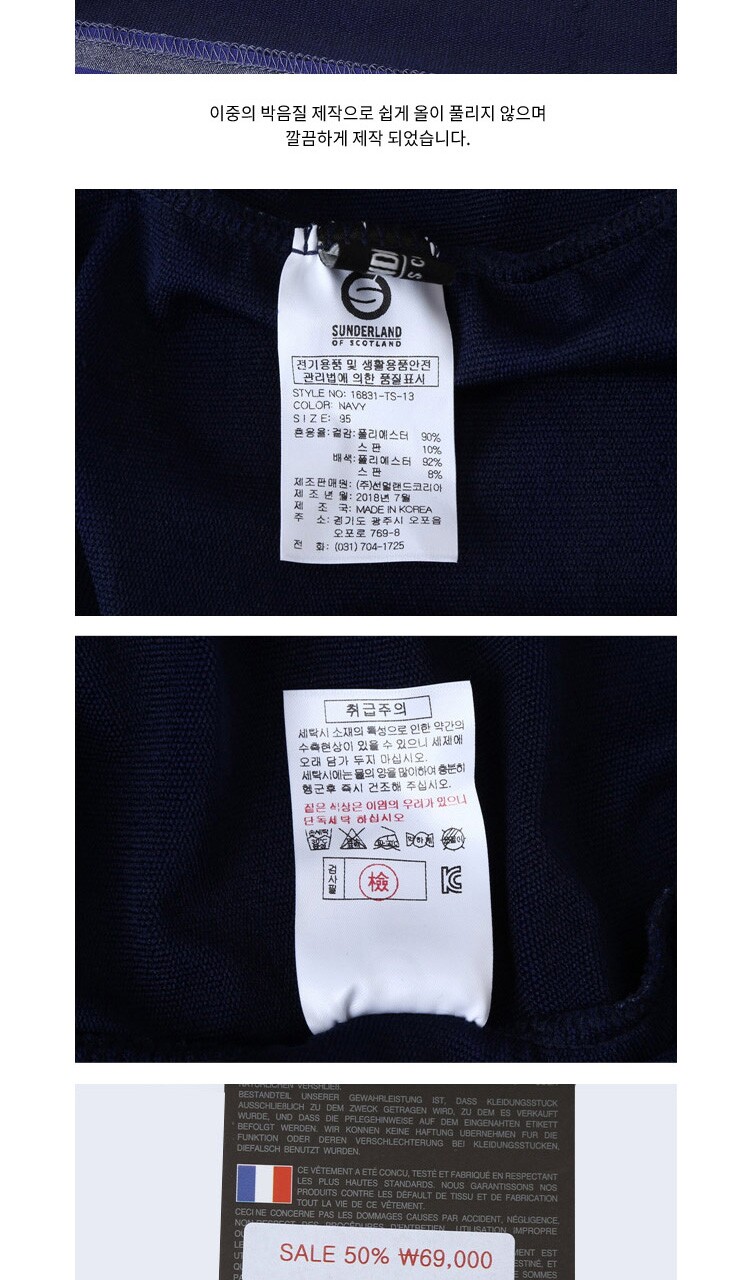 이중의 박음질 제작으로 쉽게 올이 풀리지 않으며
깔끔하게 제작 되었습니다.
SUNDERLAND
OF SCOTLAND
전기용품 및 생활용품안전
관리법에 의한 품질표시
STYLE NO: 16831-TS-13
COLOR: NAVY
SIZE: 95
혼용율: 겉감: 폴리에스터 90%
스판 10%
배색: 폴리에스터 92%
스판 8%
제조판매원: (주)선덜랜드코리아
제조년월: 2018년 7월
제조국: MADE IN KOREA
주소: 경기도 광주시 오포읍
오포로 769-8
전화: (031) 704-1725
취급주의
세탁시 소재의 특성으로 인한 약간의
수축현상이 있을 수 있으니 세제에
오래 담가 두지 마십시오.
세탁시에는 물의 양을 많이하여 충분히
헹군후 즉시 건조해 주십시오.
짙은 색상은 이염의 우려가 있으니
단독세탁 하십시오
검사필
檢
NATÜRLICHEN VERSHLIES.
BESTANDTEIL UNSERER GEWAHRLEISTUNG IST, DASS KLEIDUNGSSTUCK
AUSSCHLIEBLICH ZU DEM ZWECK GETRAGEN WIRD, ZU DEM ES VERKAUFT
WURDE, UND DASS DIE PFLEGEHINWEISE AUF DEM EINGENAHTEN ETIKETT
BEFOLGT WERDEN. WIR KONNEN KEINE HAFTUNG UBERNEHMEN FUR DIE
FUNKTION ODER DEREN VERSCHLECHTERUNG BEI KLEIDUNGSSTUCKEN,
DIEFALSCH BENUTZT WURDEN.
CE VÊTEMENT A ETÉ CONCU, TESTÉ ET FABRIQUÉ EN RESPECTANT
LES PLUS HAUTES STANDARDS. NOUS GARANTISSONS NOS
PRODUITS CONTRE LES DÉFAULT DE TISSU ET DE FABRICATION
TOUT LA VIE DE CE VÊTEMENT.
CECI NE CONCERNE PAS LES DOMMAGES CAUSES PAR ACCIDENT, NÉGLIGENCE,
NON RESPECT DES PROCÉDURES D'ENTRETIEN, UTILISATION IMPROPRE
SALE 50% ₩69,000